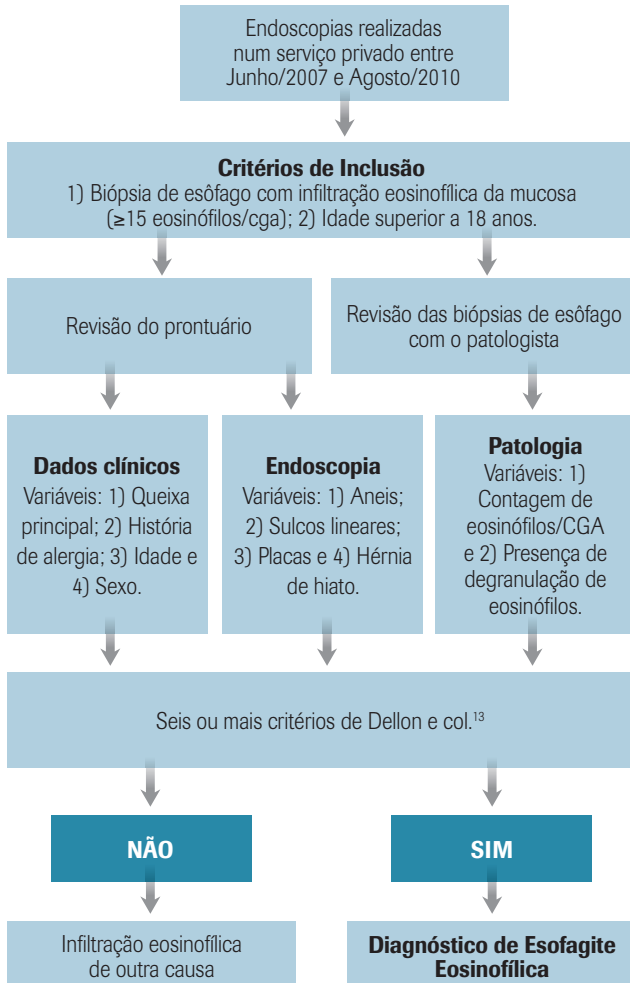 Endoscopias realizadas
num serviço privado entre
Junho/2007 e Agosto/2010
Critérios de Inclusão
1) Biópsia de esôfago com infiltração eosinofílica da mucosa
(≥15 eosinófilos/cga); 2) Idade superior a 18 anos.
Revisão do prontuário
Revisão das biópsias de esôfago
com o patologista
Dados clínicos
Variáveis: 1) Queixa
principal; 2) História
de alergia; 3) Idade e
4) Sexo.
Endoscopia
Variáveis: 1) Aneis;
2) Sulcos lineares;
3) Placas e 4) Hérnia
de hiato.
Patologia
Variáveis: 1)
Contagem de
eosinófilos/CGA
e 2) Presença de
degranulação de
eosinófilos.
Seis ou mais critérios de Dellon e col.¹³
NÃO
SIM
Infiltração eosinofílica
de outra causa
Diagnóstico de Esofagite
Eosinofílica